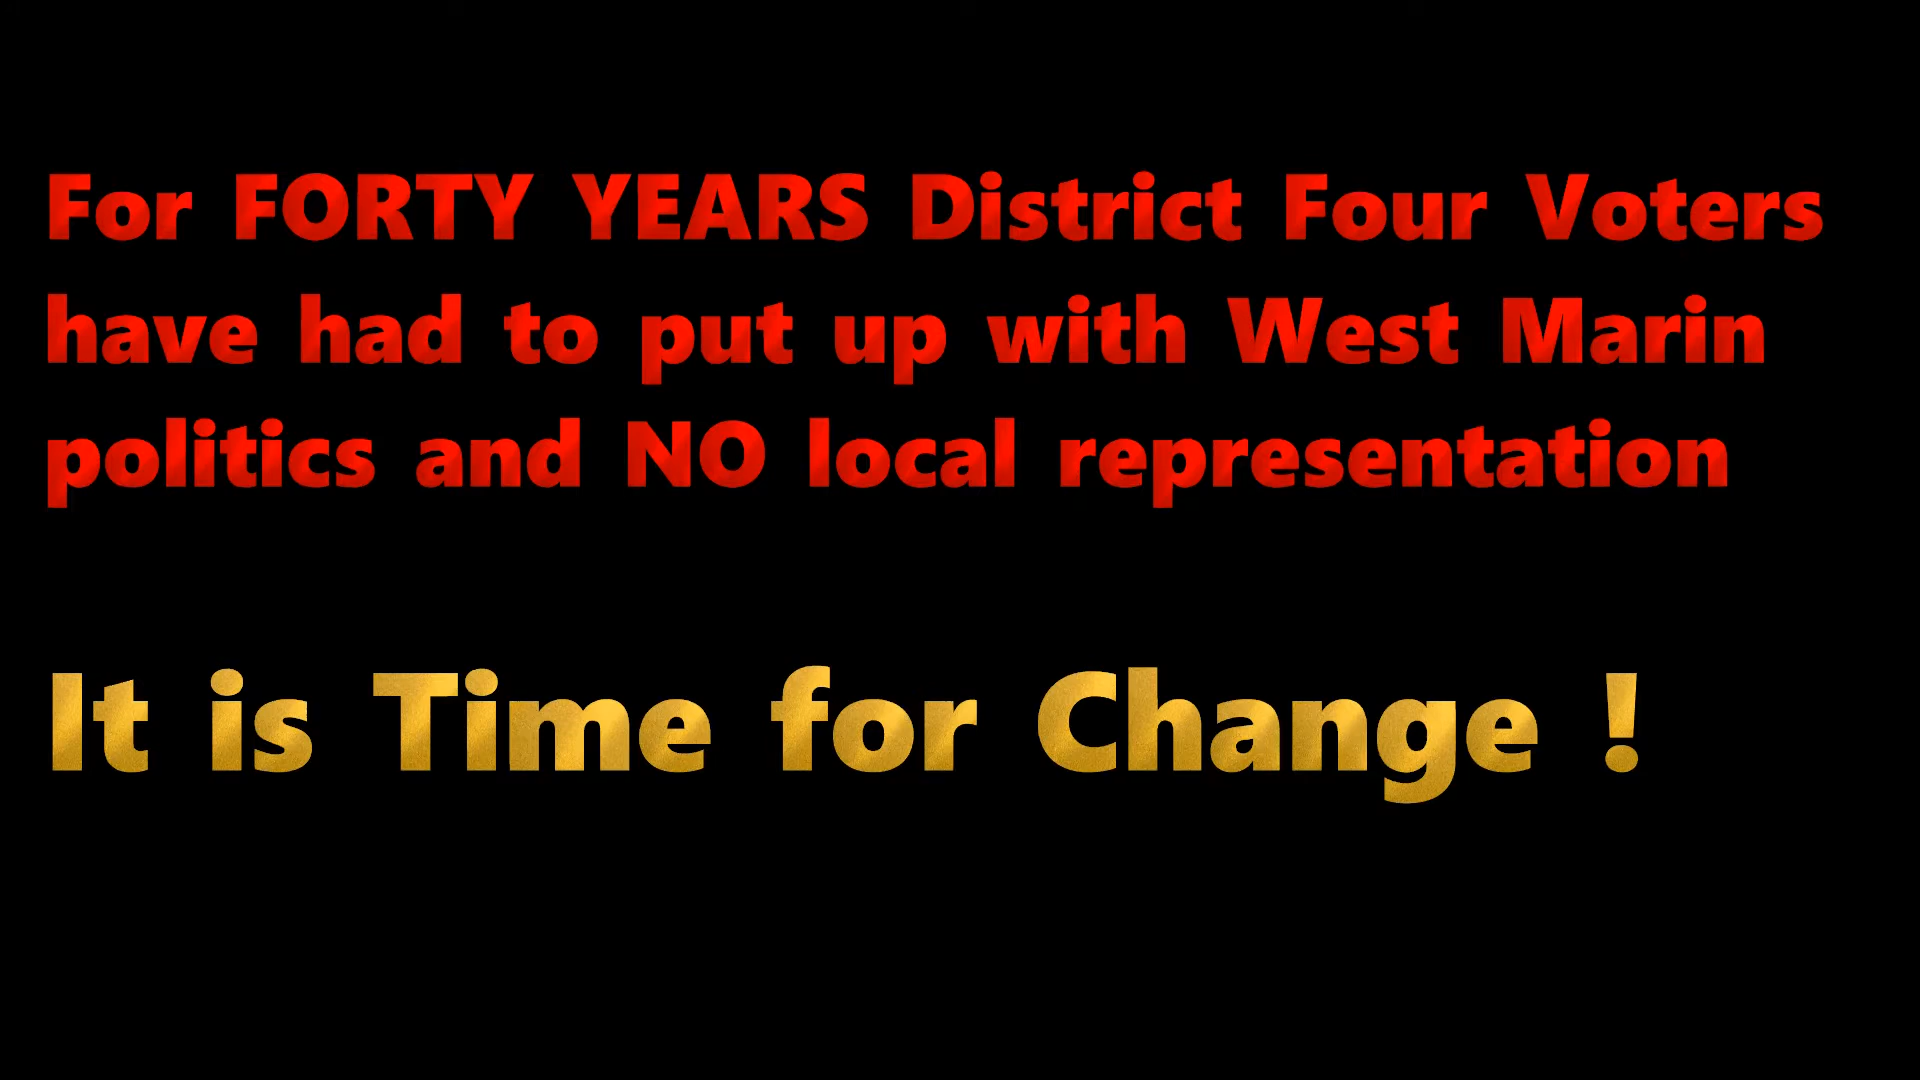 For FORTY YEARS District Four Voters
have had to put up with West Marin
politics and NO local representation
It is Time for Change !